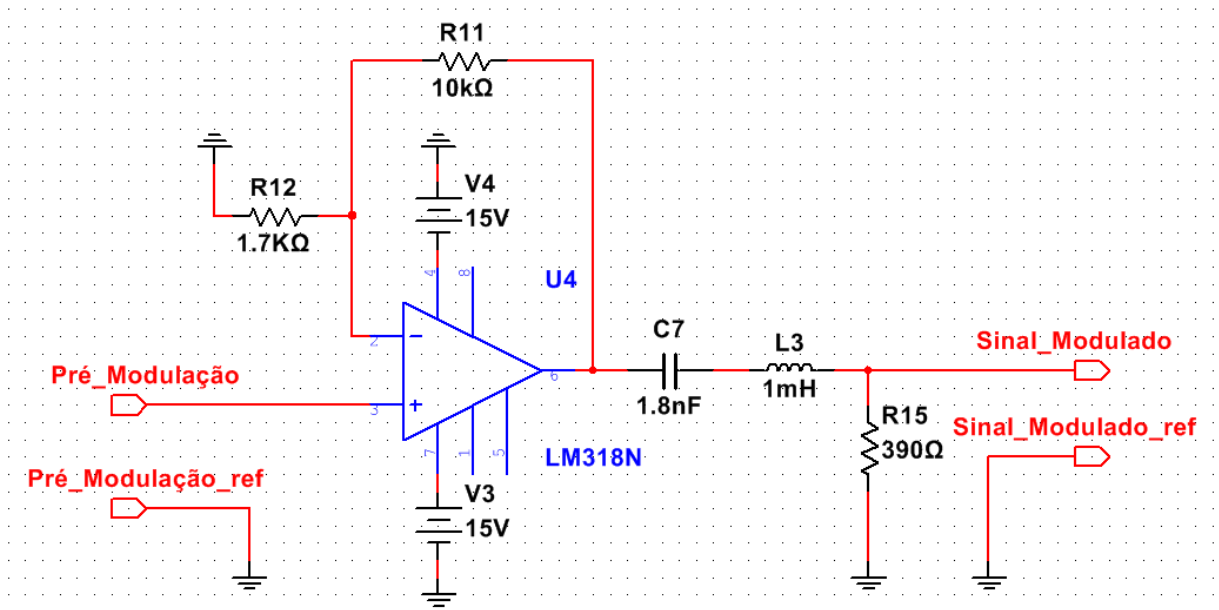 R11
10kΩ
R12
1.7KΩ
V4
15V
4
8
U4
2
3
6
7
1
5
LM318N
C7
1.8nF
L3
1mH
Sinal_Modulado
Pré_Modulação
R15
390Ω
Sinal_Modulado_ref
Pré_Modulação_ref
V3
15V